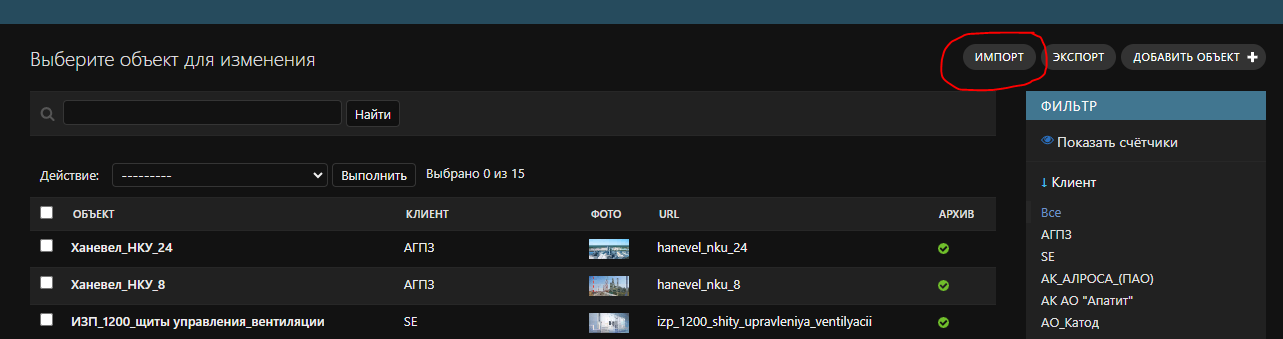 Выберите объект для изменения
ИМПОРТ ЭКСПОРТ ДОБАВИТЬ ОБЪЕКТ
Найти
Действие: --------- Выполнить Выбрано 0 из 15
ОБЪЕКТ КЛИЕНТ ФОТО URL АРХИВ
Ханевел_НКУ_24 АГПЗ hanevel_nku_24
Ханевел_НКУ_8 АГПЗ hanevel_nku_8
ИЗП_1200_щиты управления_вентиляции SE izp_1200_shity_upravleniya_ventilyacii
ФИЛЬТР
Показать счётчики
↓ Клиент
Все
АГПЗ
SE
АК_АЛРОСА_(ПАО)
АК АО "Апатит"
АО_Катод